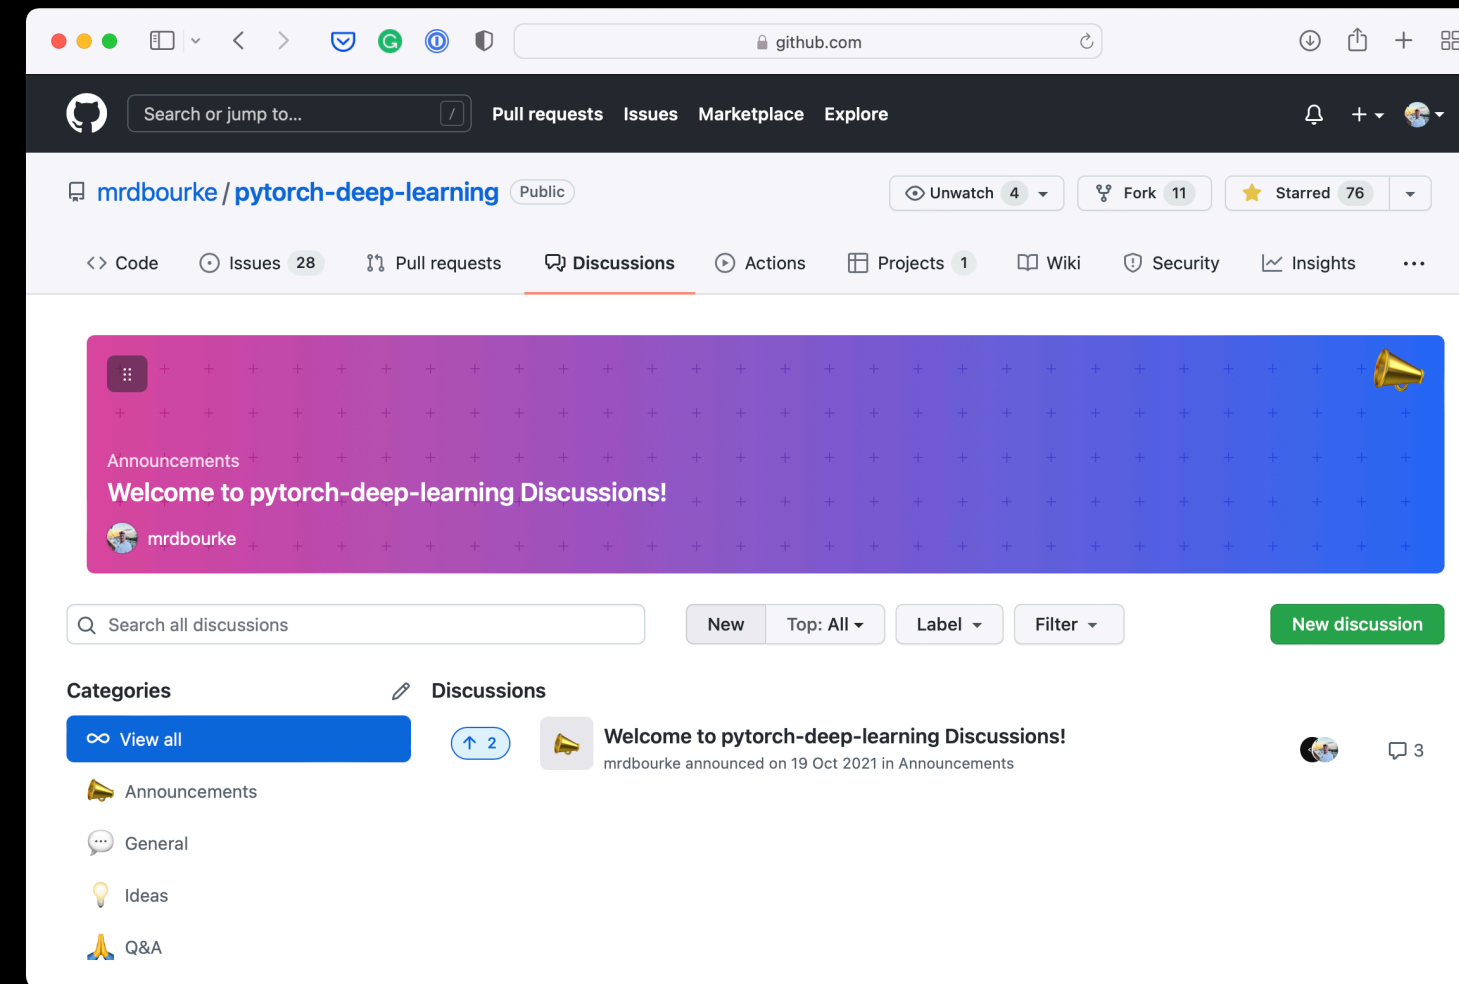 github.com
Search or jump to... /
Pull requests Issues Marketplace Explore
mrdbourke / pytorch-deep-learning Public
Unwatch 4 Fork 11 Starred 76
Code Issues 28 Pull requests Discussions Actions Projects 1 Wiki Security Insights
Announcements
Welcome to pytorch-deep-learning Discussions!
mrdbourke
Search all discussions New Top: All Label Filter New discussion
Categories Discussions
View all
2 Welcome to pytorch-deep-learning Discussions! 3
mrdbourke announced on 19 Oct 2021 in Announcements
Announcements
General
Ideas
Q&A